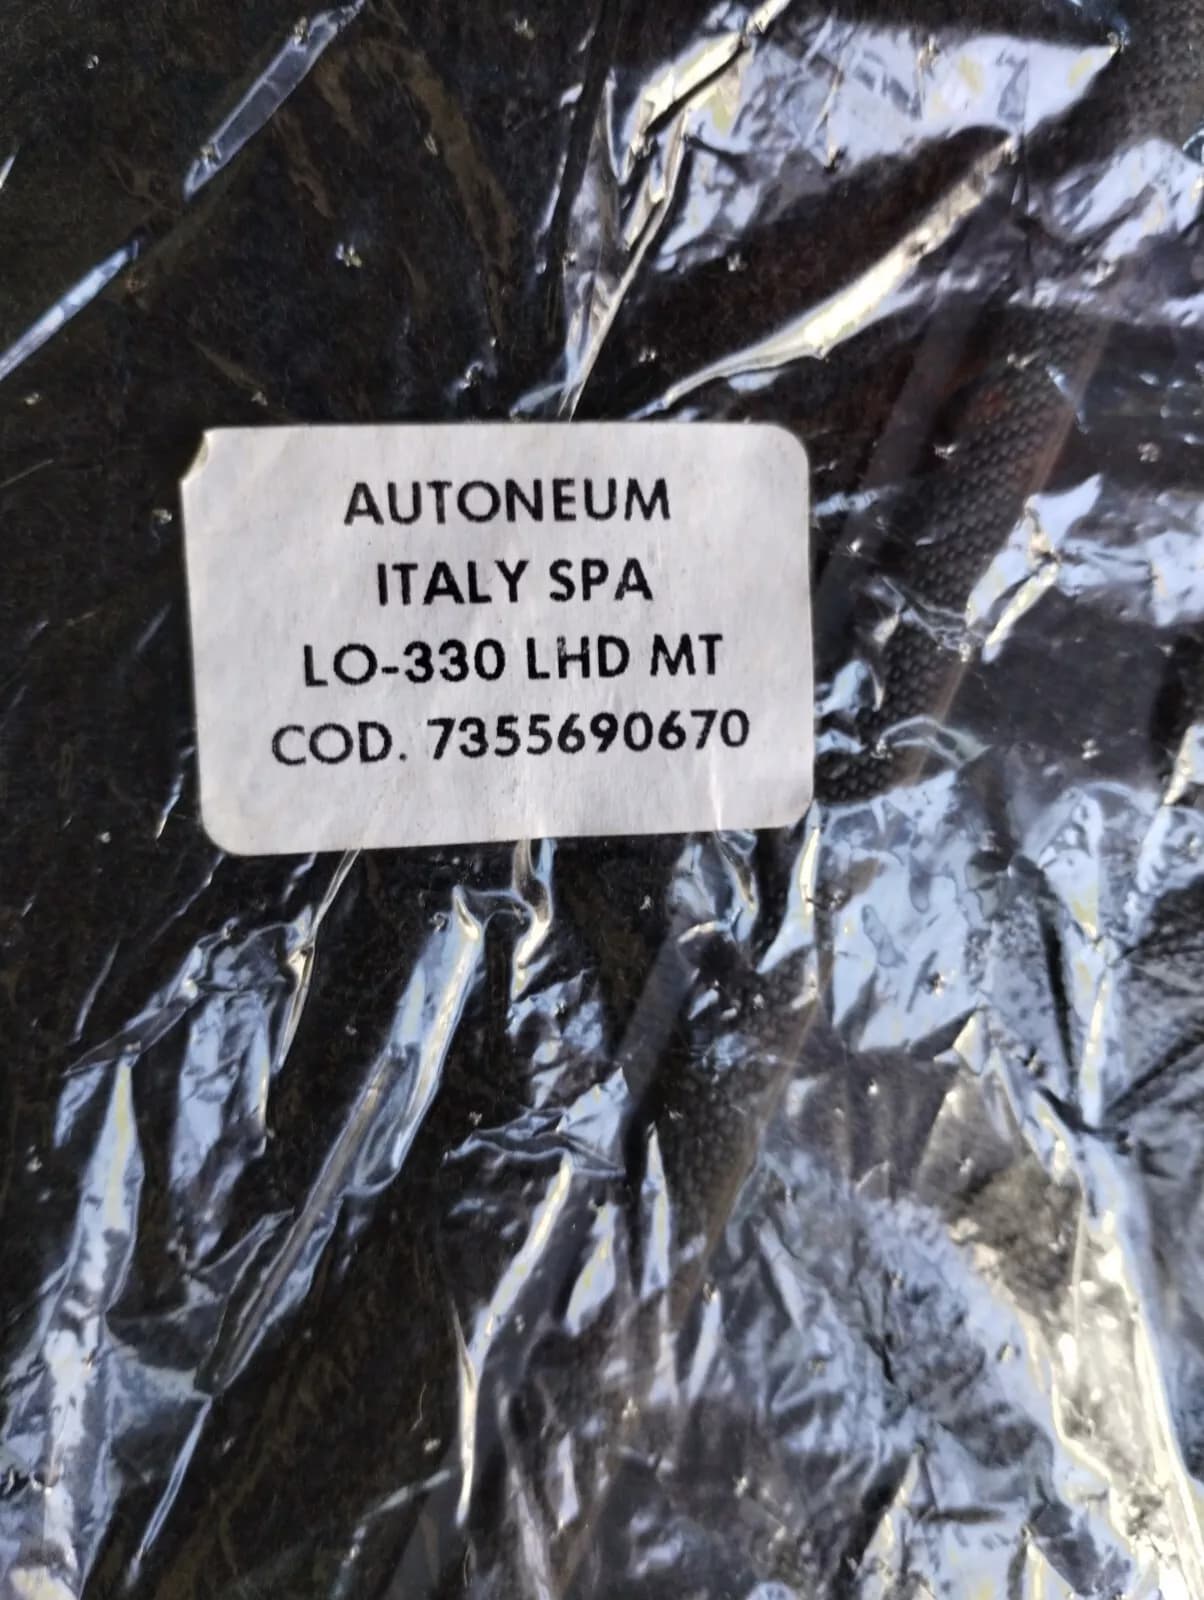 AUTONEUM
ITALY SPA
LO-330 LHD MT
COD. 7355690670